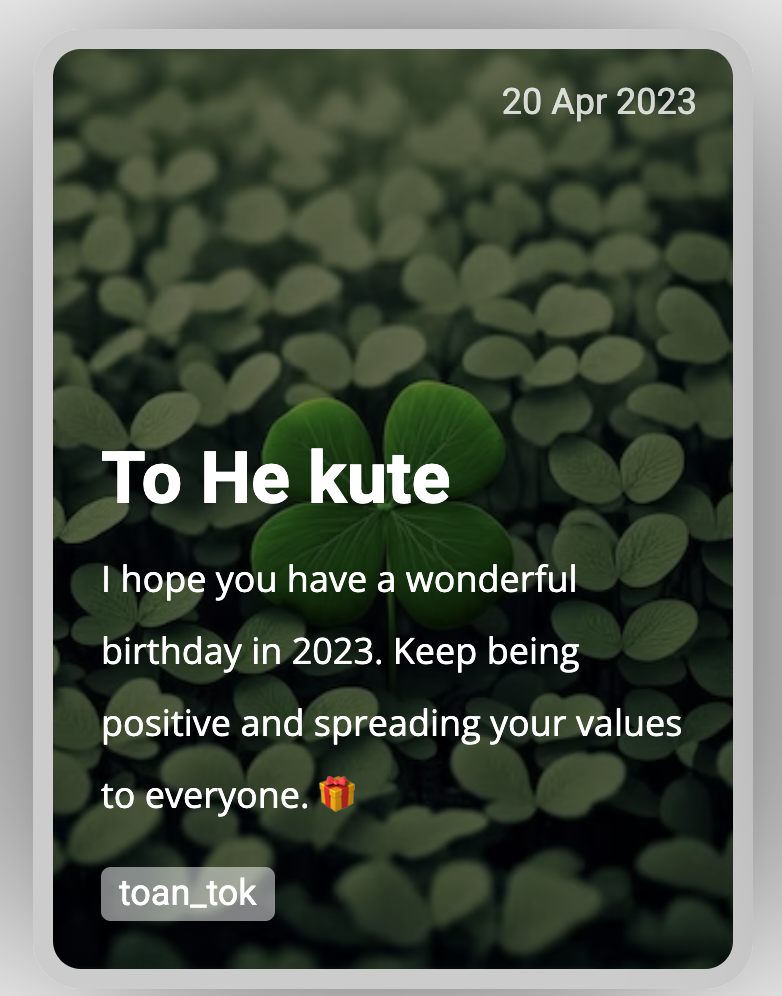 20 Apr 2023
To He kute
I hope you have a wonderful
birthday in 2023. Keep being
positive and spreading your values
to everyone. 🎁
toan_tok